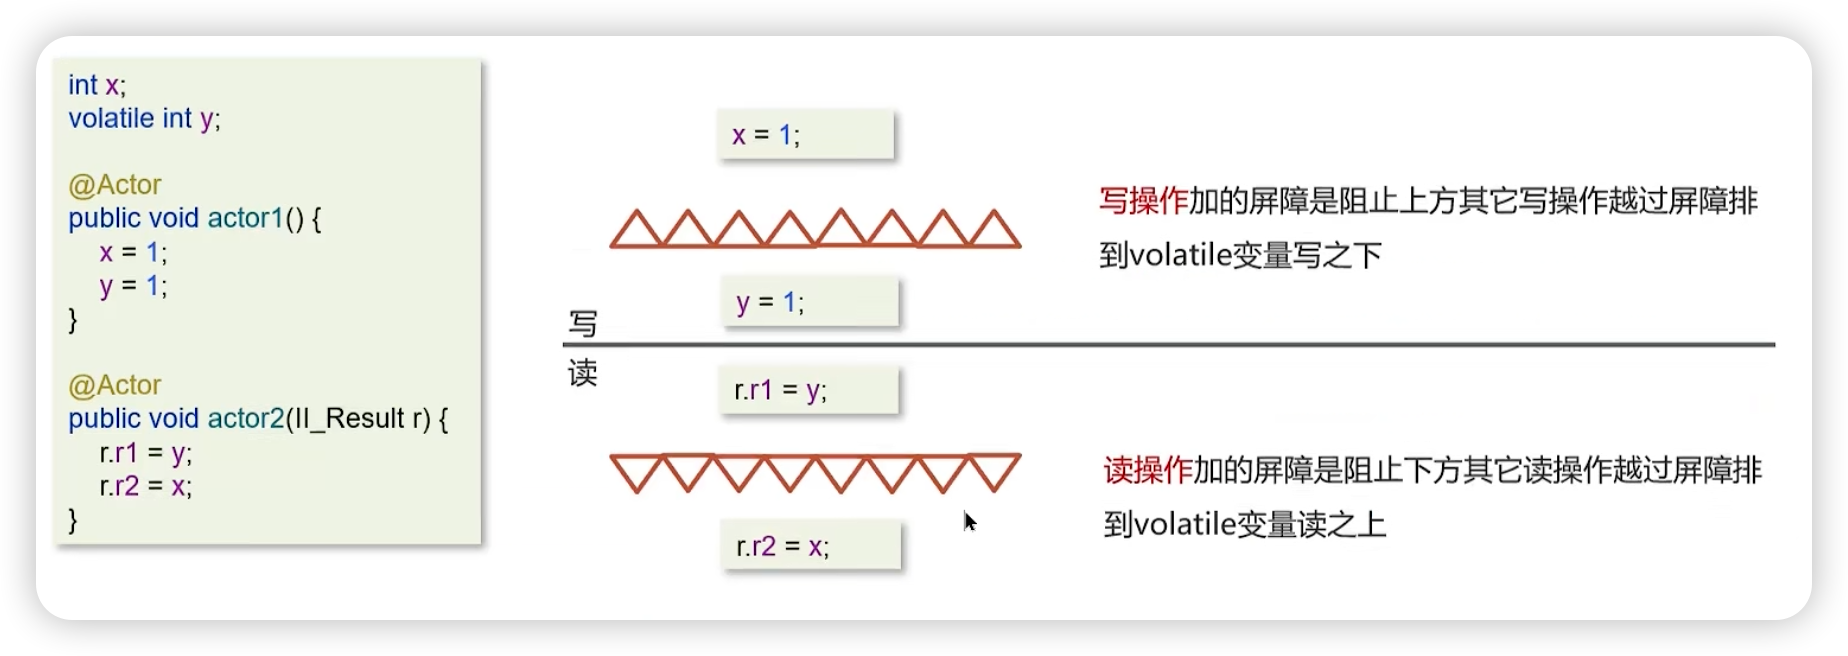 int x;
volatile int y;
@Actor
public void actor1() {
x = 1;
y = 1;
}
@Actor
public void actor2(II_Result r) {
r.r1 = y;
r.r2 = x;
}
x = 1;
y = 1;
写
读
r.r1 = y;
r.r2 = x;
写操作加的屏障是阻止上方其它写操作越过屏障排
到volatile变量写之下
读操作加的屏障是阻止下方其它读操作越过屏障排
到volatile变量读之上